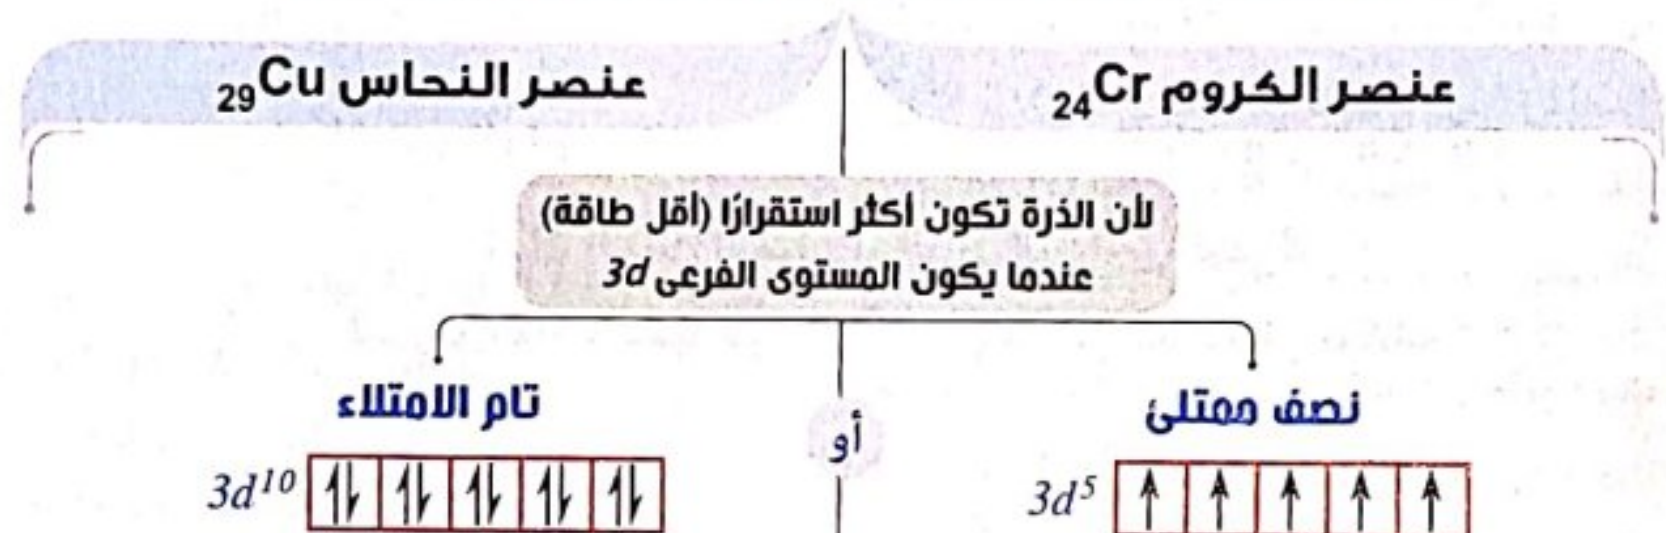 عنصر الكروم ₂₄Cr
عنصر النحاس ₂₉Cu
لأن الذرة تكون أكثر استقرارًا (أقل طاقة)
عندما يكون المستوى الفرعى 3d
نصف ممتلئ
أو
تام الامتلاء
3d⁵ ↑ ↑ ↑ ↑ ↑
3d¹⁰ ↿⇂ ↿⇂ ↿⇂ ↿⇂ ↿⇂